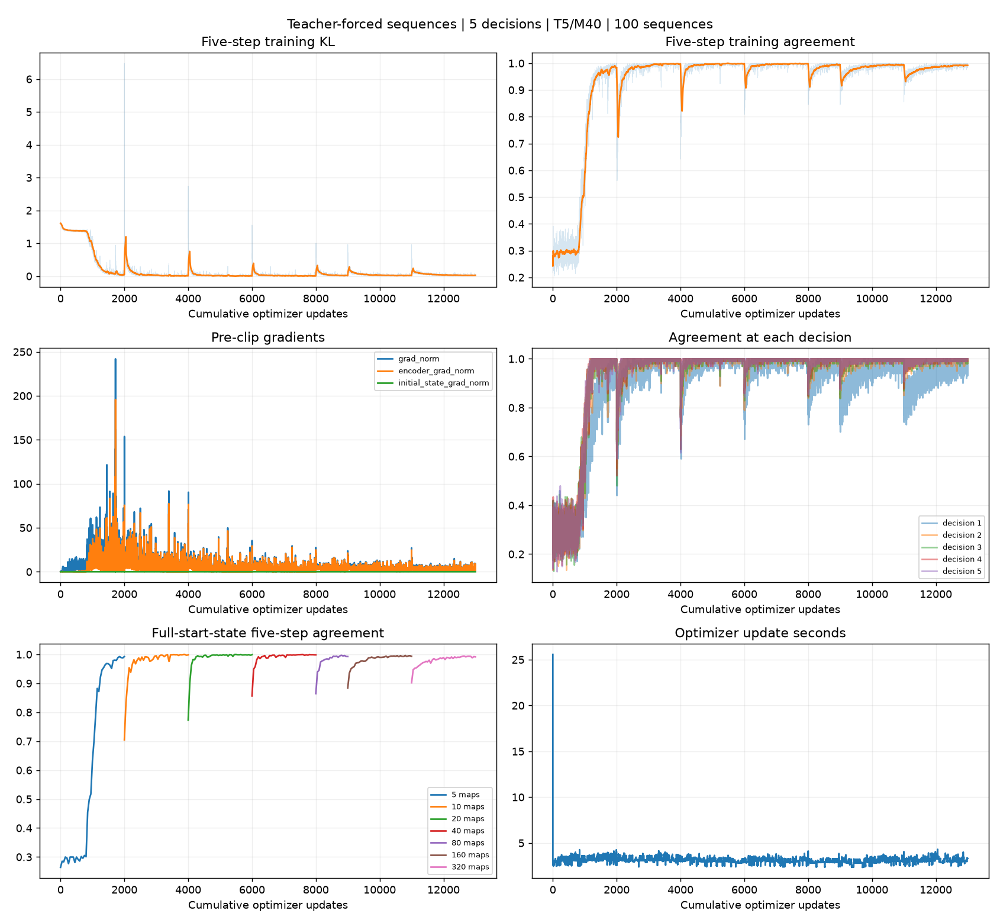 Teacher-forced sequences | 5 decisions | T5/M40 | 100 sequences
Five-step training KL
6
5
4
3
2
1
0
0 2000 4000 6000 8000 10000 12000
Cumulative optimizer updates
Five-step training agreement
1.0
0.9
0.8
0.7
0.6
0.5
0.4
0.3
0.2
0 2000 4000 6000 8000 10000 12000
Cumulative optimizer updates
Pre-clip gradients
250
200
150
100
50
0
grad_norm
encoder_grad_norm
initial_state_grad_norm
0 2000 4000 6000 8000 10000 12000
Cumulative optimizer updates
Agreement at each decision
1.0
0.8
0.6
0.4
0.2
decision 1
decision 2
decision 3
decision 4
decision 5
0 2000 4000 6000 8000 10000 12000
Cumulative optimizer updates
Full-start-state five-step agreement
1.0
0.9
0.8
0.7
0.6
0.5
0.4
0.3
5 maps
10 maps
20 maps
40 maps
80 maps
160 maps
320 maps
0 2000 4000 6000 8000 10000 12000
Cumulative optimizer updates
Optimizer update seconds
25
20
15
10
5
0 2000 4000 6000 8000 10000 12000
Cumulative optimizer updates